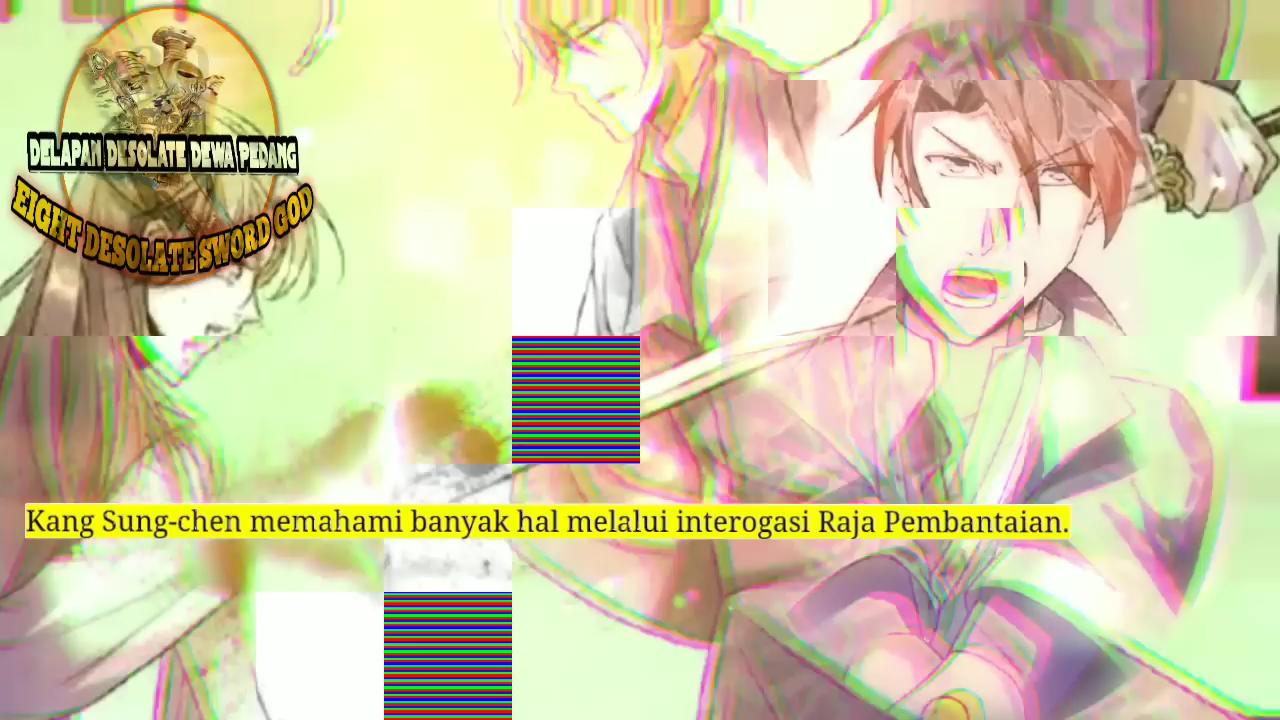 DELAPAN DESOLATE DEWA PEDANG
EIGHT DESOLATE SWORD GOD
Kang Sung-chen memahami banyak hal melalui interogasi Raja Pembantaian.